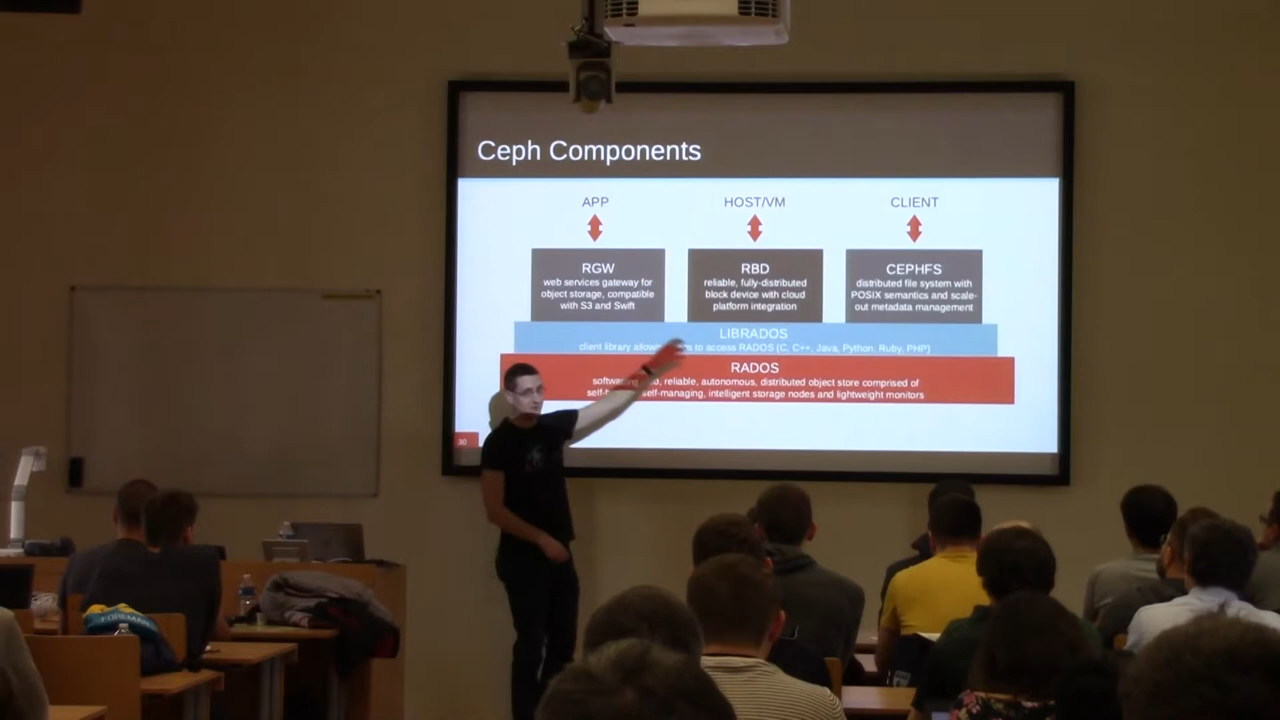 Ceph Components
APP
HOST/VM
CLIENT
RGW
web services gateway for
object storage, compatible
with S3 and Swift
RBD
reliable, fully-distributed
block device with cloud
platform integration
CEPHFS
distributed file system with
POSIX semantics and scale-
out metadata management
LIBRADOS
client library to access RADOS (C, C++, Java, Python, Ruby, PHP)
RADOS
reliable, autonomous, distributed object store comprised of
self-managing, intelligent storage nodes and lightweight monitors
30